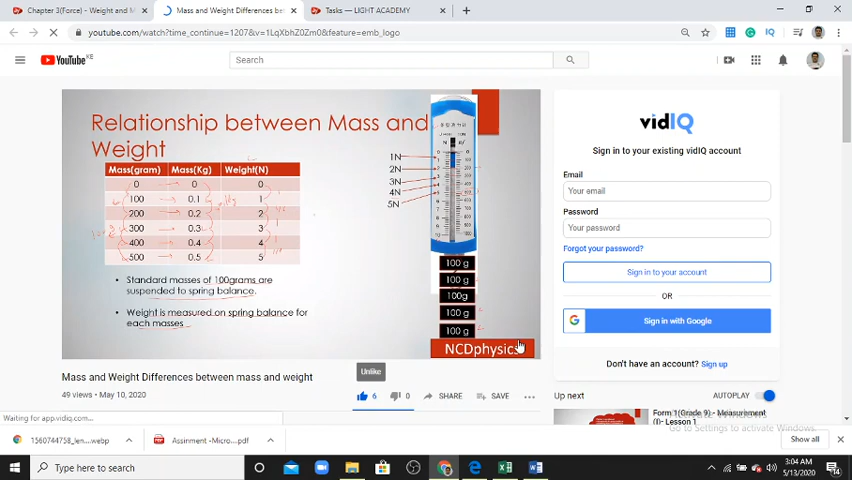 Chapter 3(Force) - Weight and M
Mass and Weight Differences bet
Tasks — LIGHT ACADEMY
youtube.com/watch?time_continue=1207&v=1LqXbhZ0Zm0&feature=emb_logo
YouTube KE
Search
Relationship between Mass and
Weight
Mass(gram) Mass(Kg) Weight(N)
0 0 0
100 0.1 1
200 0.2 2
300 0.3 3
400 0.4 4
500 0.5 5
Standard masses of 100grams are
suspended to spring balance.
Weight is measured on spring balance for
each masses
1N
2N
3N
4N
5N
100 g
100 g
100g
100 g
100 g
NCDphysics
vidIQ
Sign in to your existing vidIQ account
Email
Your email
Password
Your password
Forgot your password?
Sign in to your account
OR
G Sign in with Google
Don't have an account? Sign up
Unlike
Mass and Weight Differences between mass and weight
49 views • May 10, 2020
6 0 SHARE SAVE
Up next AUTOPLAY
Form 1(Grade 9)- Measurement
(I)- Lesson 1
Go to Settings to activate Windows.
Waiting for app.vidiq.com...
1560744758_len....webp
Assinment -Micro....pdf
Show all
Type here to search
3:04 AM
5/13/2020
14